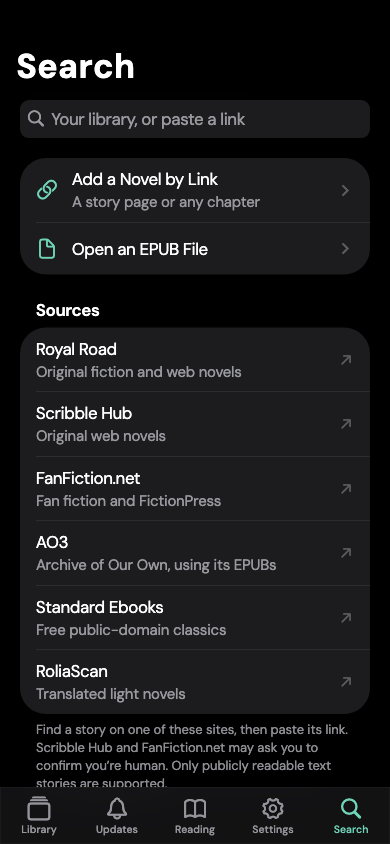 Search
Your library, or paste a link
Add a Novel by Link
A story page or any chapter
Open an EPUB File
Sources
Royal Road
Original fiction and web novels
Scribble Hub
Original web novels
FanFiction.net
Fan fiction and FictionPress
AO3
Archive of Our Own, using its EPUBs
Standard Ebooks
Free public-domain classics
RoliaScan
Translated light novels
Find a story on one of these sites, then paste its link.
Scribble Hub and FanFiction.net may ask you to
confirm you’re human. Only publicly readable text
stories are supported.
Library Updates Reading Settings Search